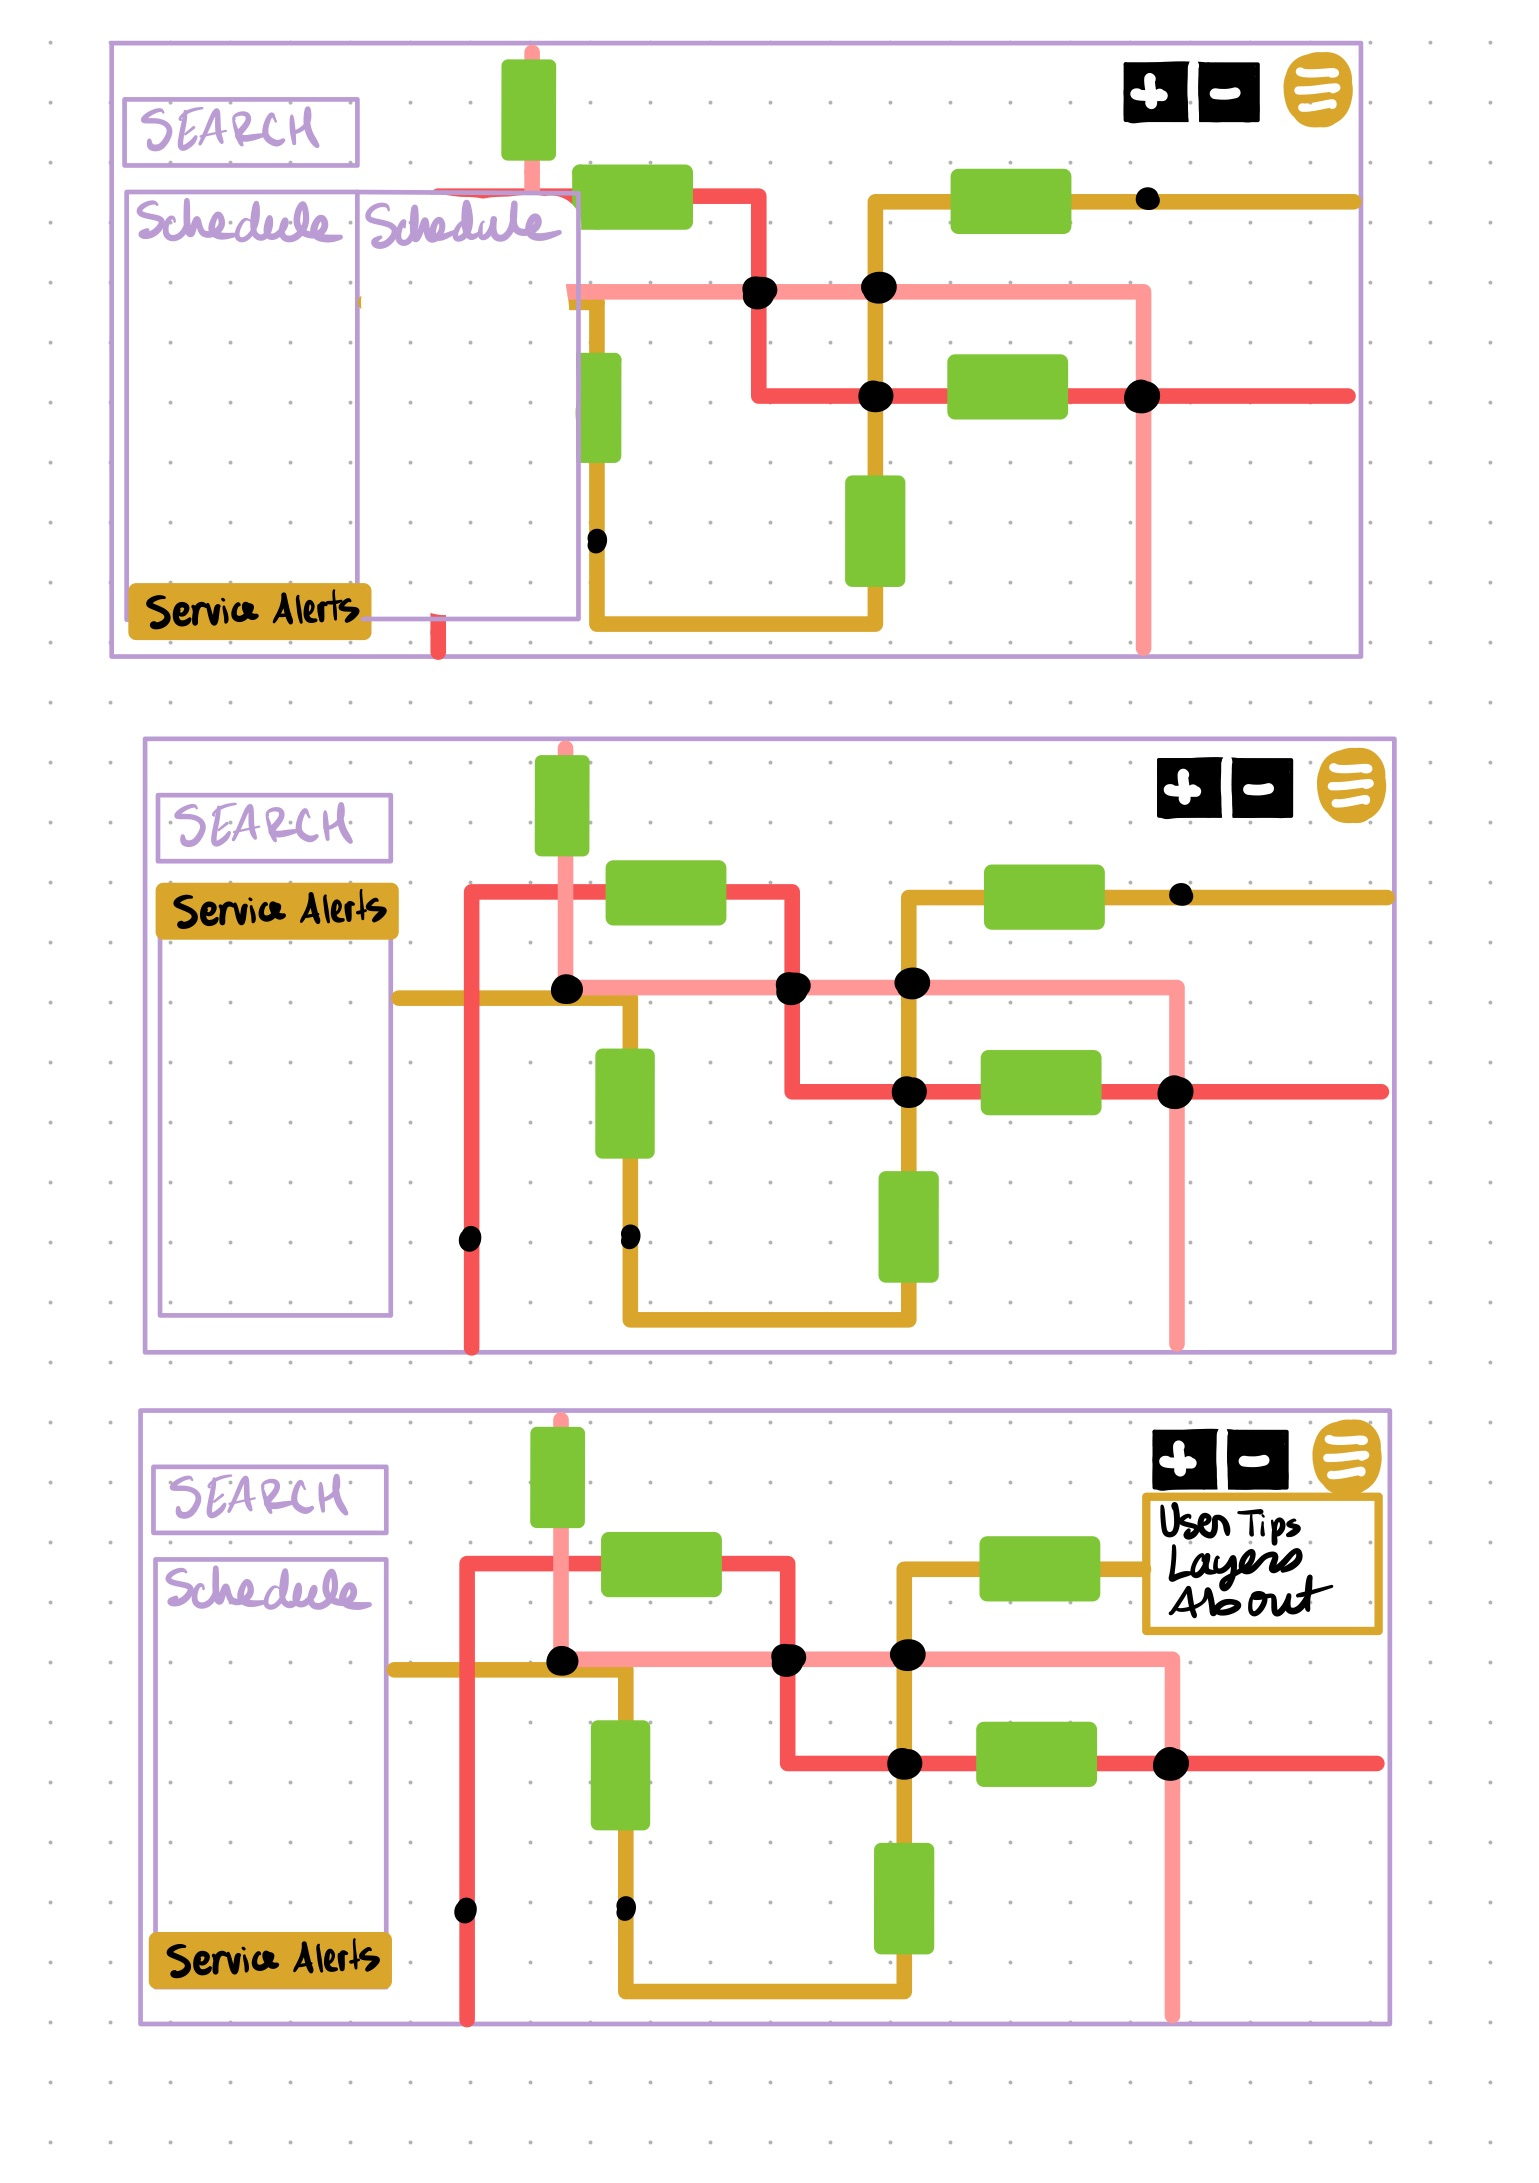 SEARCH
+ -
Schedule Schedule
Service Alerts
SEARCH
+ -
Service Alerts
SEARCH
+ -
User Tips
Layers
About
Schedule
Service Alerts